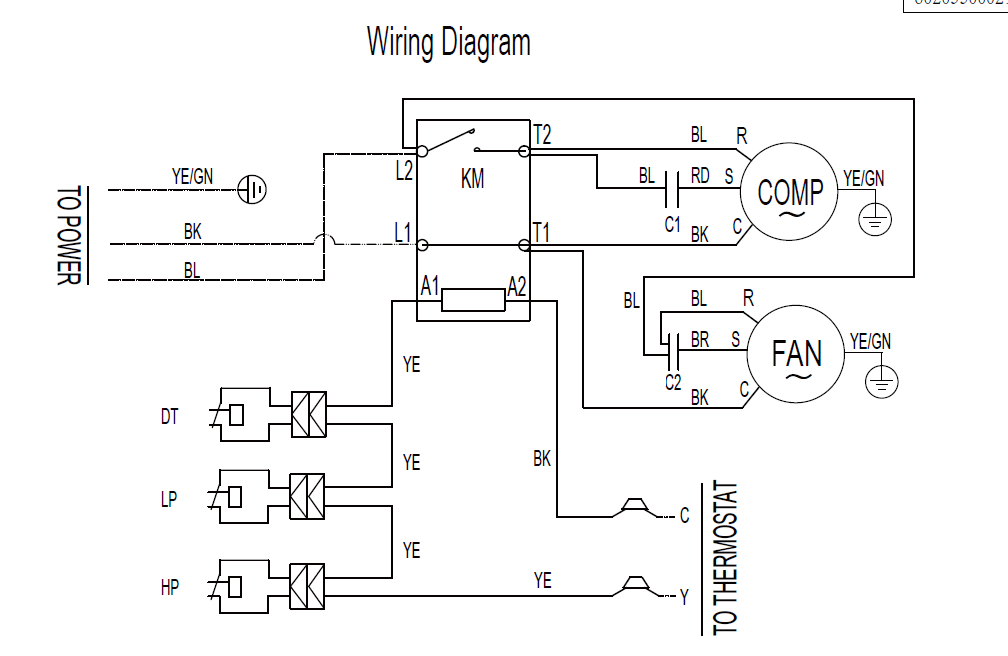 Wiring Diagram
TO POWER
YE/GN
BK
BL
L2
T2
KM
L1
T1
A1
A2
BL
R
BL
RD
S
C1
BK
C
COMP
YE/GN
BL
BL
R
BR
S
C2
BK
C
FAN
YE/GN
YE
DT
YE
LP
YE
HP
BK
C
YE
Y
TO THERMOSTAT